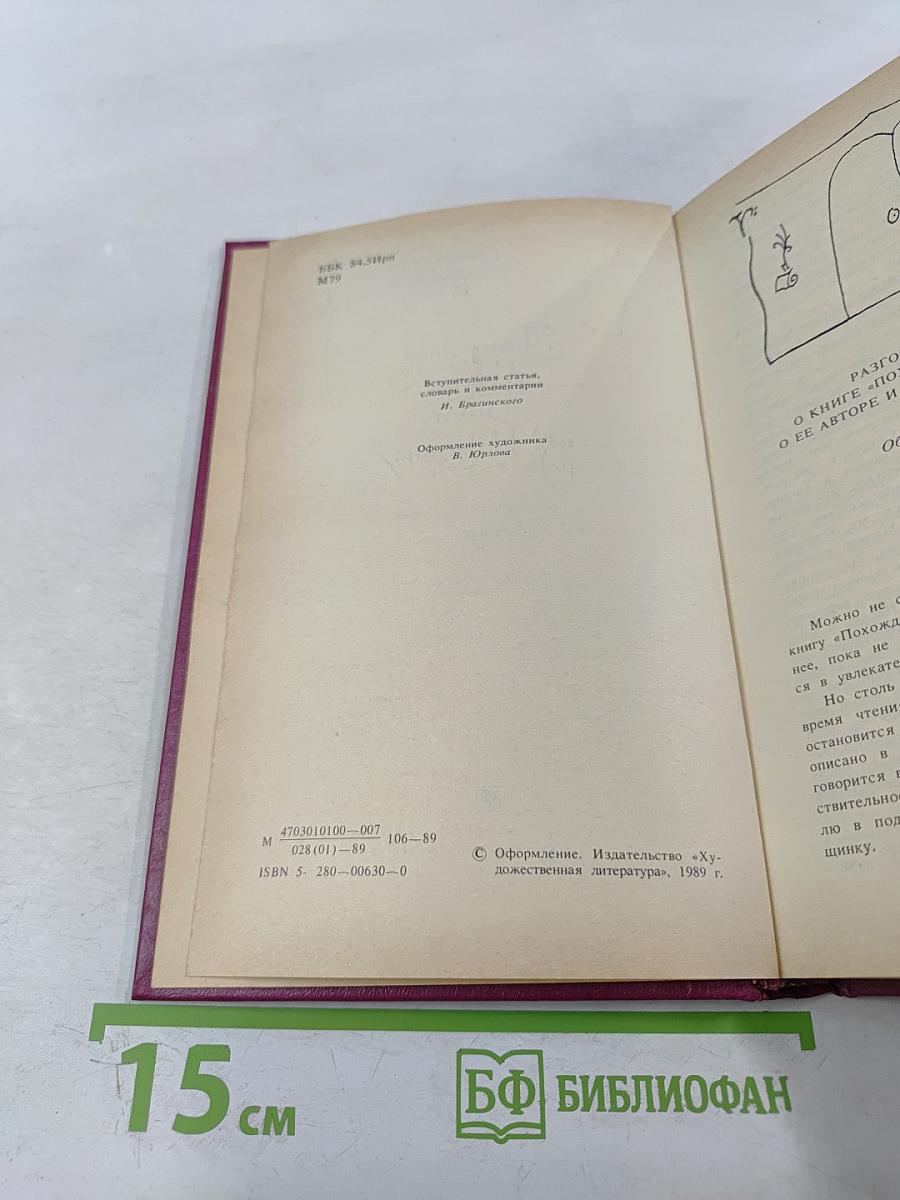 ББК 84.5Ирн
М79
Вступительная статья,
словарь и комментарии
И. Брагинского
Оформление художника
В. Юрлова
М 4703010100—007 106—89
028(01)—89
ISBN 5- 280—00630—0
© Оформление. Издательство «Ху-
дожественная литература», 1989 г.
РАЗГО
О КНИГЕ «ПОХ
О ЕЕ АВТОРЕ И
Об
Можно не с
книгу «Похожд
нее, пока не
ся в увлекате
Но столь
время чтени
остановится
описано в
говорится в
ствительнос
лю в под
щинку.
15 см
БФ БИБЛИОФАН